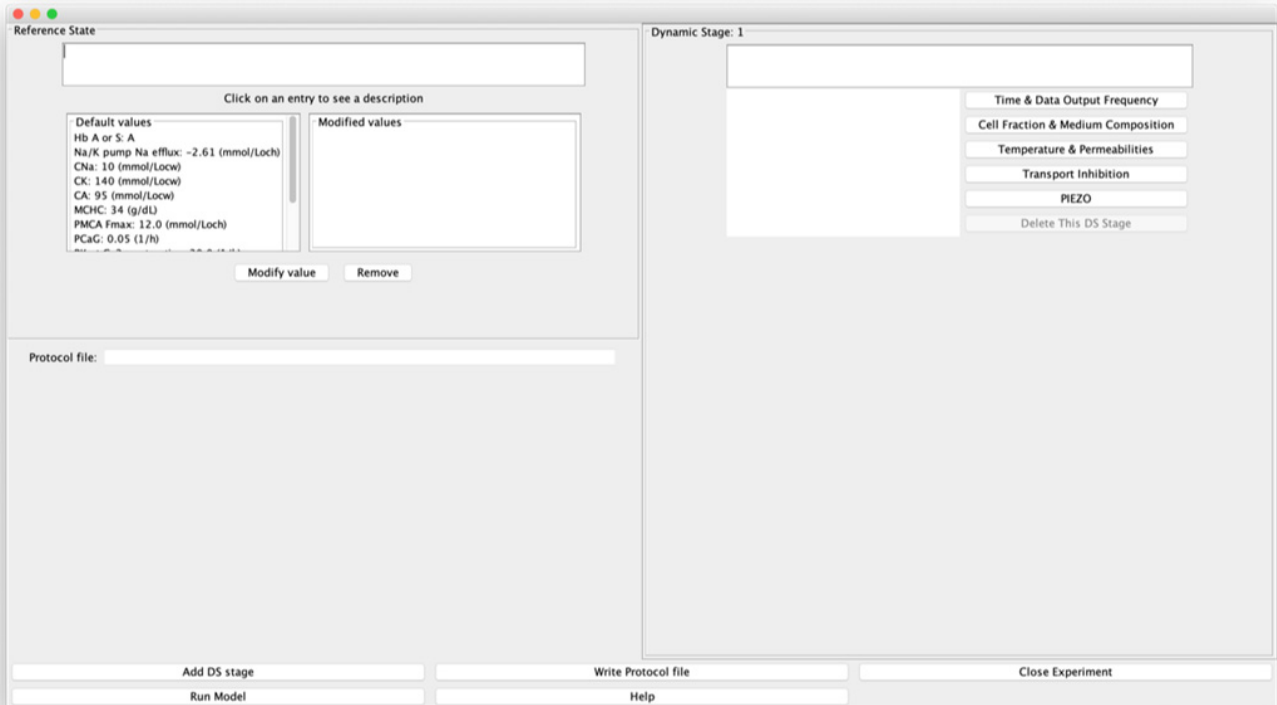 Reference State
Click on an entry to see a description
Default values
Hb A or S: A
Na/K pump Na efflux: -2.61 (mmol/Loch)
CNa: 10 (mmol/Locw)
CK: 140 (mmol/Locw)
CA: 95 (mmol/Locw)
MCHC: 34 (g/dL)
PMCA Fmax: 12.0 (mmol/Loch)
PCaG: 0.05 (1/h)
Modified values
Modify value
Remove
Protocol file:
Dynamic Stage: 1
Time & Data Output Frequency
Cell Fraction & Medium Composition
Temperature & Permeabilities
Transport Inhibition
PIEZO
Delete This DS Stage
Add DS stage
Write Protocol file
Close Experiment
Run Model
Help